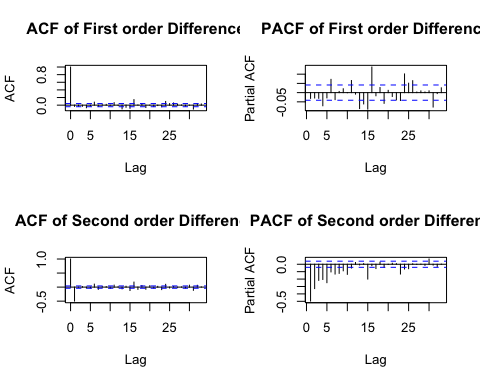 ACF of First order Difference
PACF of First order Difference
ACF
0.0 0.8
0 5 15 25
Lag
Partial ACF
-0.05
0 5 15 25
Lag
ACF of Second order Differen
PACF of Second order Differen
ACF
-0.5 1.0
0 5 15 25
Lag
Partial ACF
-0.5 0.0
0 5 15 25
Lag